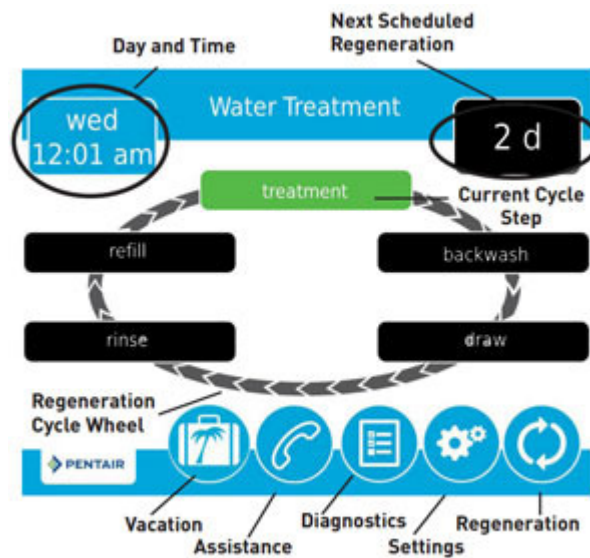 Day and Time
Next Scheduled
Regeneration
wed
12:01 am
Water Treatment
2 d
treatment
Current Cycle
Step
refill
backwash
rinse
draw
Regeneration
Cycle Wheel
PENTAIR
Vacation
Assistance
Diagnostics
Settings
Regeneration